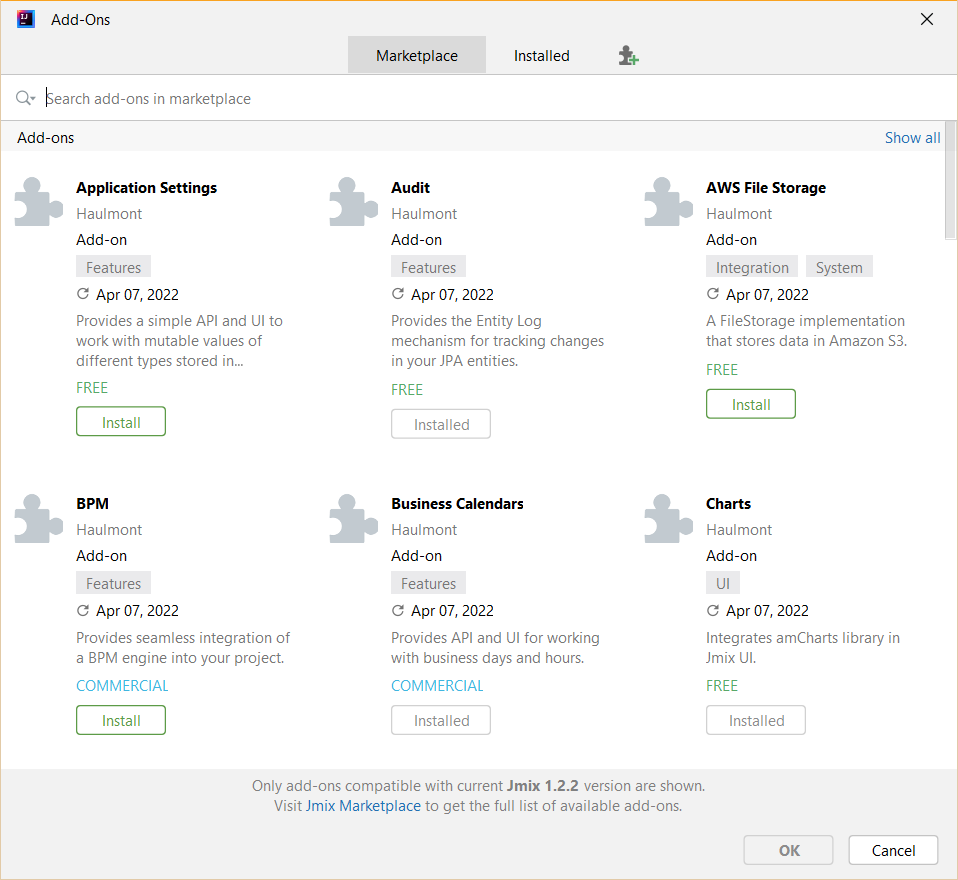 Add-Ons
Marketplace
Installed
Search add-ons in marketplace
Add-ons
Show all
Application Settings
Haulmont
Add-on
Features
Apr 07, 2022
Provides a simple API and UI to
work with mutable values of
different types stored in...
FREE
Install
Audit
Haulmont
Add-on
Features
Apr 07, 2022
Provides the Entity Log
mechanism for tracking changes
in your JPA entities.
FREE
Installed
AWS File Storage
Haulmont
Add-on
Integration System
Apr 07, 2022
A FileStorage implementation
that stores data in Amazon S3.
FREE
Install
BPM
Haulmont
Add-on
Features
Apr 07, 2022
Provides seamless integration of
a BPM engine into your project.
COMMERCIAL
Install
Business Calendars
Haulmont
Add-on
Features
Apr 07, 2022
Provides API and UI for working
with business days and hours.
COMMERCIAL
Installed
Charts
Haulmont
Add-on
UI
Apr 07, 2022
Integrates amCharts library in
Jmix UI.
FREE
Installed
Only add-ons compatible with current Jmix 1.2.2 version are shown.
Visit Jmix Marketplace to get the full list of available add-ons.
OK
Cancel